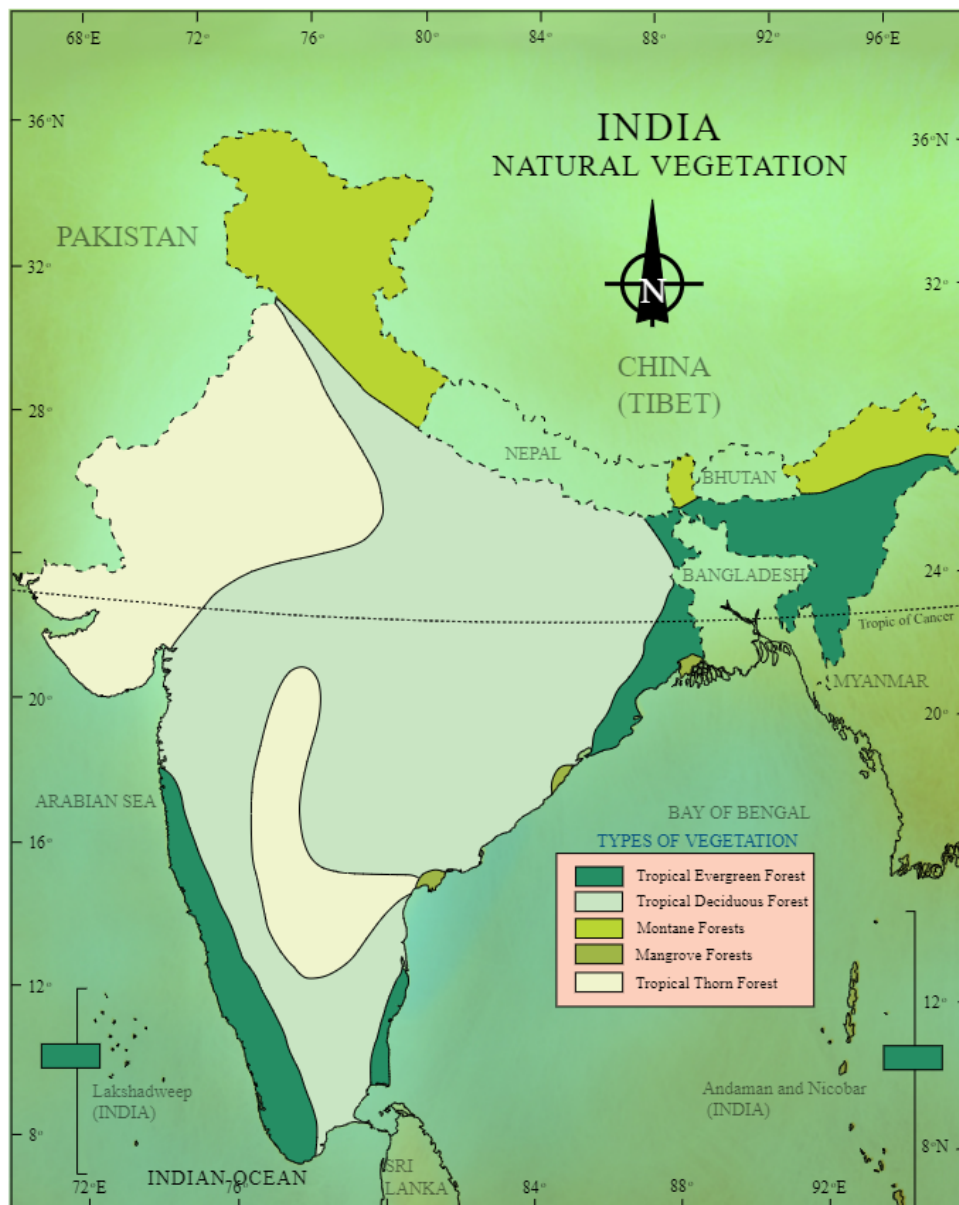 68°E 72° 76° 80° 84° 88° 92° 96°E
36°N
36°N
INDIA
NATURAL VEGETATION
PAKISTAN
N
32°
32°
CHINA
(TIBET)
28°
28°
NEPAL
BHUTAN
BANGLADESH
24°
Tropic of Cancer
MYANMAR
20°
20°
ARABIAN SEA
BAY OF BENGAL
16°
TYPES OF VEGETATION
Tropical Evergreen Forest
Tropical Deciduous Forest
Montane Forests
Mangrove Forests
Tropical Thorn Forest
12°
12°
Lakshadweep
(INDIA)
Andaman and Nicobar
(INDIA)
8°
8°N
INDIAN OCEAN
SRI
LANKA
72°E 76° 84° 88° 92°E